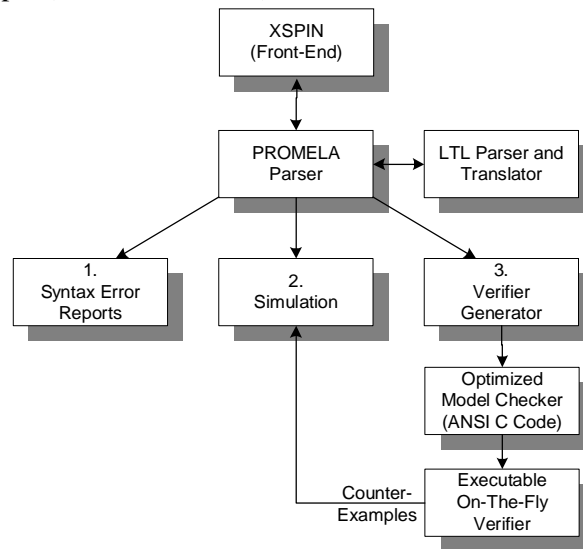 XSPIN
(Front-End)
PROMELA
Parser
LTL Parser and
Translator
1.
Syntax Error
Reports
2.
Simulation
3.
Verifier
Generator
Optimized
Model Checker
(ANSI C Code)
Counter-
Examples
Executable
On-The-Fly
Verifier